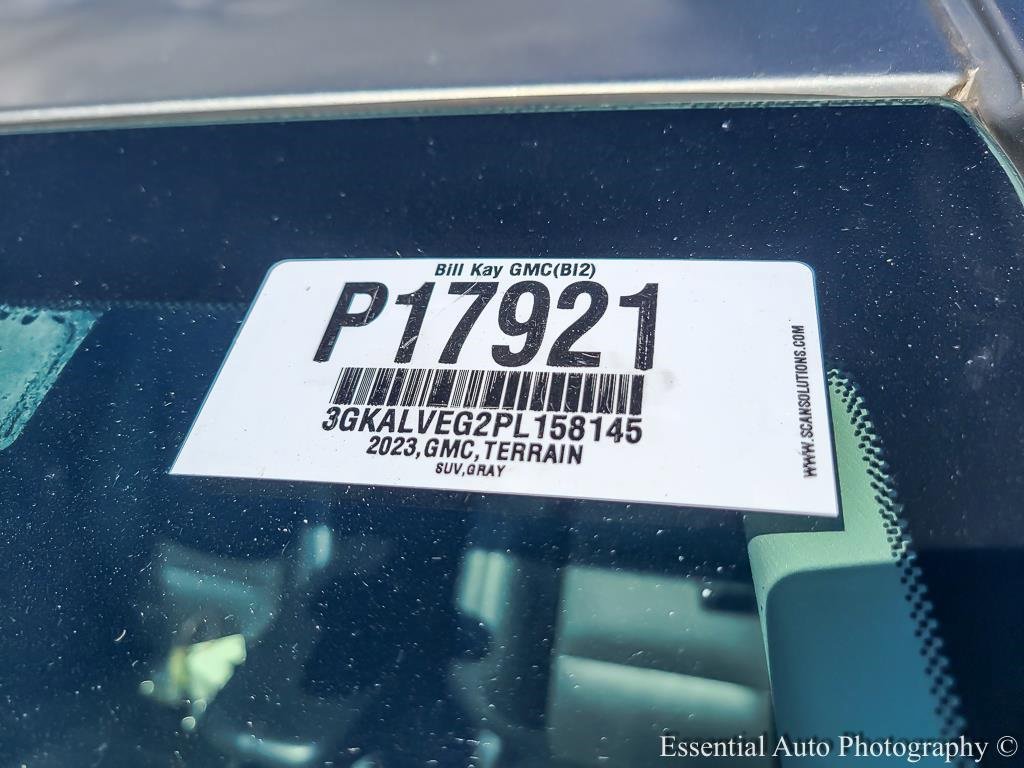 Bill Kay GMC(BI2)
P17921
3GKALVEG2PL158145
2023,GMC,TERRAIN
SUV,GRAY
WWW.SCANSOLUTIONS.COM
Essential Auto Photography ©